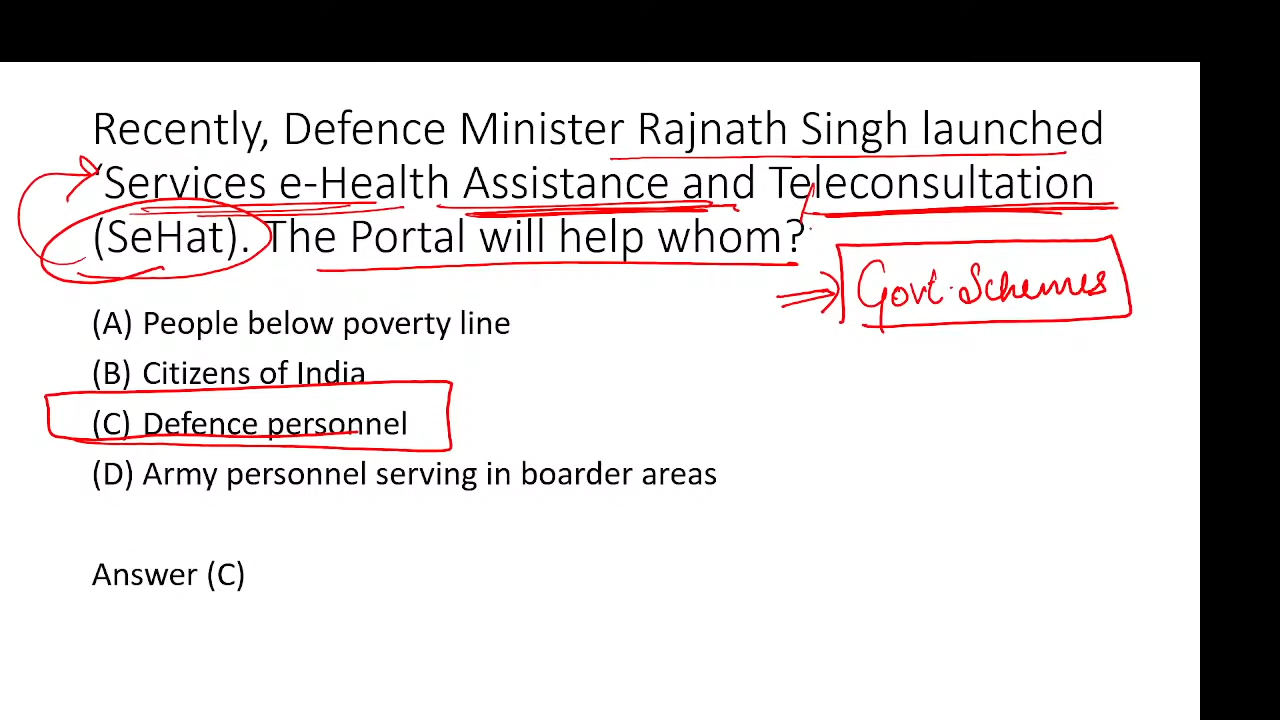 Recently, Defence Minister Rajnath Singh launched
‘Services e-Health Assistance and Teleconsultation
(SeHat). The Portal will help whom?
Govt. Schemes
(A) People below poverty line
(B) Citizens of India
(C) Defence personnel
(D) Army personnel serving in boarder areas
Answer (C)